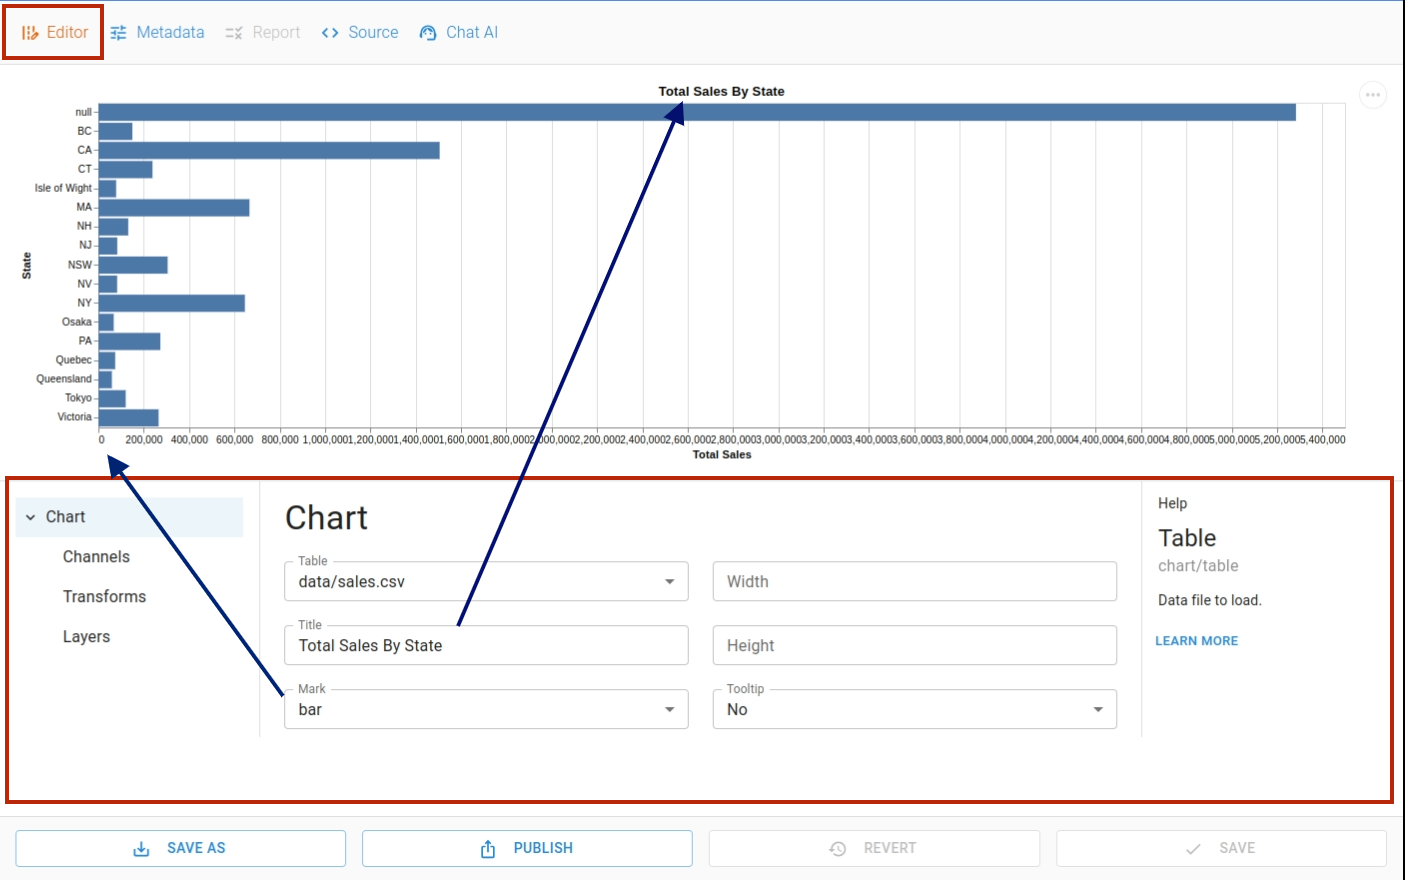 Editor Metadata Report Source Chat AI
Total Sales By State
null
BC
CA
CT
Isle of Wight
MA
NH
NJ
NSW
NV
NY
Osaka
PA
Quebec
Queensland
Tokyo
Victoria
State
0 200,000 400,000 600,000 800,000 1,000,000 1,200,000 1,400,000 1,600,000 1,800,000 2,000,000 2,200,000 2,400,000 2,600,000 2,800,000 3,000,000 3,200,000 3,400,000 3,600,000 3,800,000 4,000,000 4,200,000 4,400,000 4,600,000 4,800,000 5,000,000 5,200,000 5,400,000
Total Sales
Chart
Channels
Transforms
Layers
Chart
Table
data/sales.csv
Width
Title
Total Sales By State
Height
Mark
bar
Tooltip
No
Help
Table
chart/table
Data file to load.
LEARN MORE
SAVE AS PUBLISH REVERT SAVE